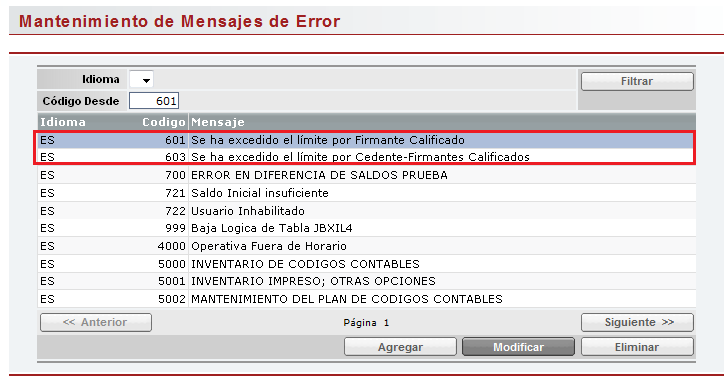 Mantenimiento de Mensajes de Error
Idioma
Filtrar
Código Desde 601
Idioma Codigo Mensaje
ES 601 Se ha excedido el límite por Firmante Calificado
ES 603 Se ha excedido el límite por Cedente-Firmantes Calificados
ES 700 ERROR EN DIFERENCIA DE SALDOS PRUEBA
ES 721 Saldo Inicial insuficiente
ES 722 Usuario Inhabilitado
ES 999 Baja Logica de Tabla JBXIL4
ES 4000 Operativa Fuera de Horario
ES 5000 INVENTARIO DE CODIGOS CONTABLES
ES 5001 INVENTARIO IMPRESO; OTRAS OPCIONES
ES 5002 MANTENIMIENTO DEL PLAN DE CODIGOS CONTABLES
<< Anterior Página 1 Siguiente >>
Agregar Modificar Eliminar